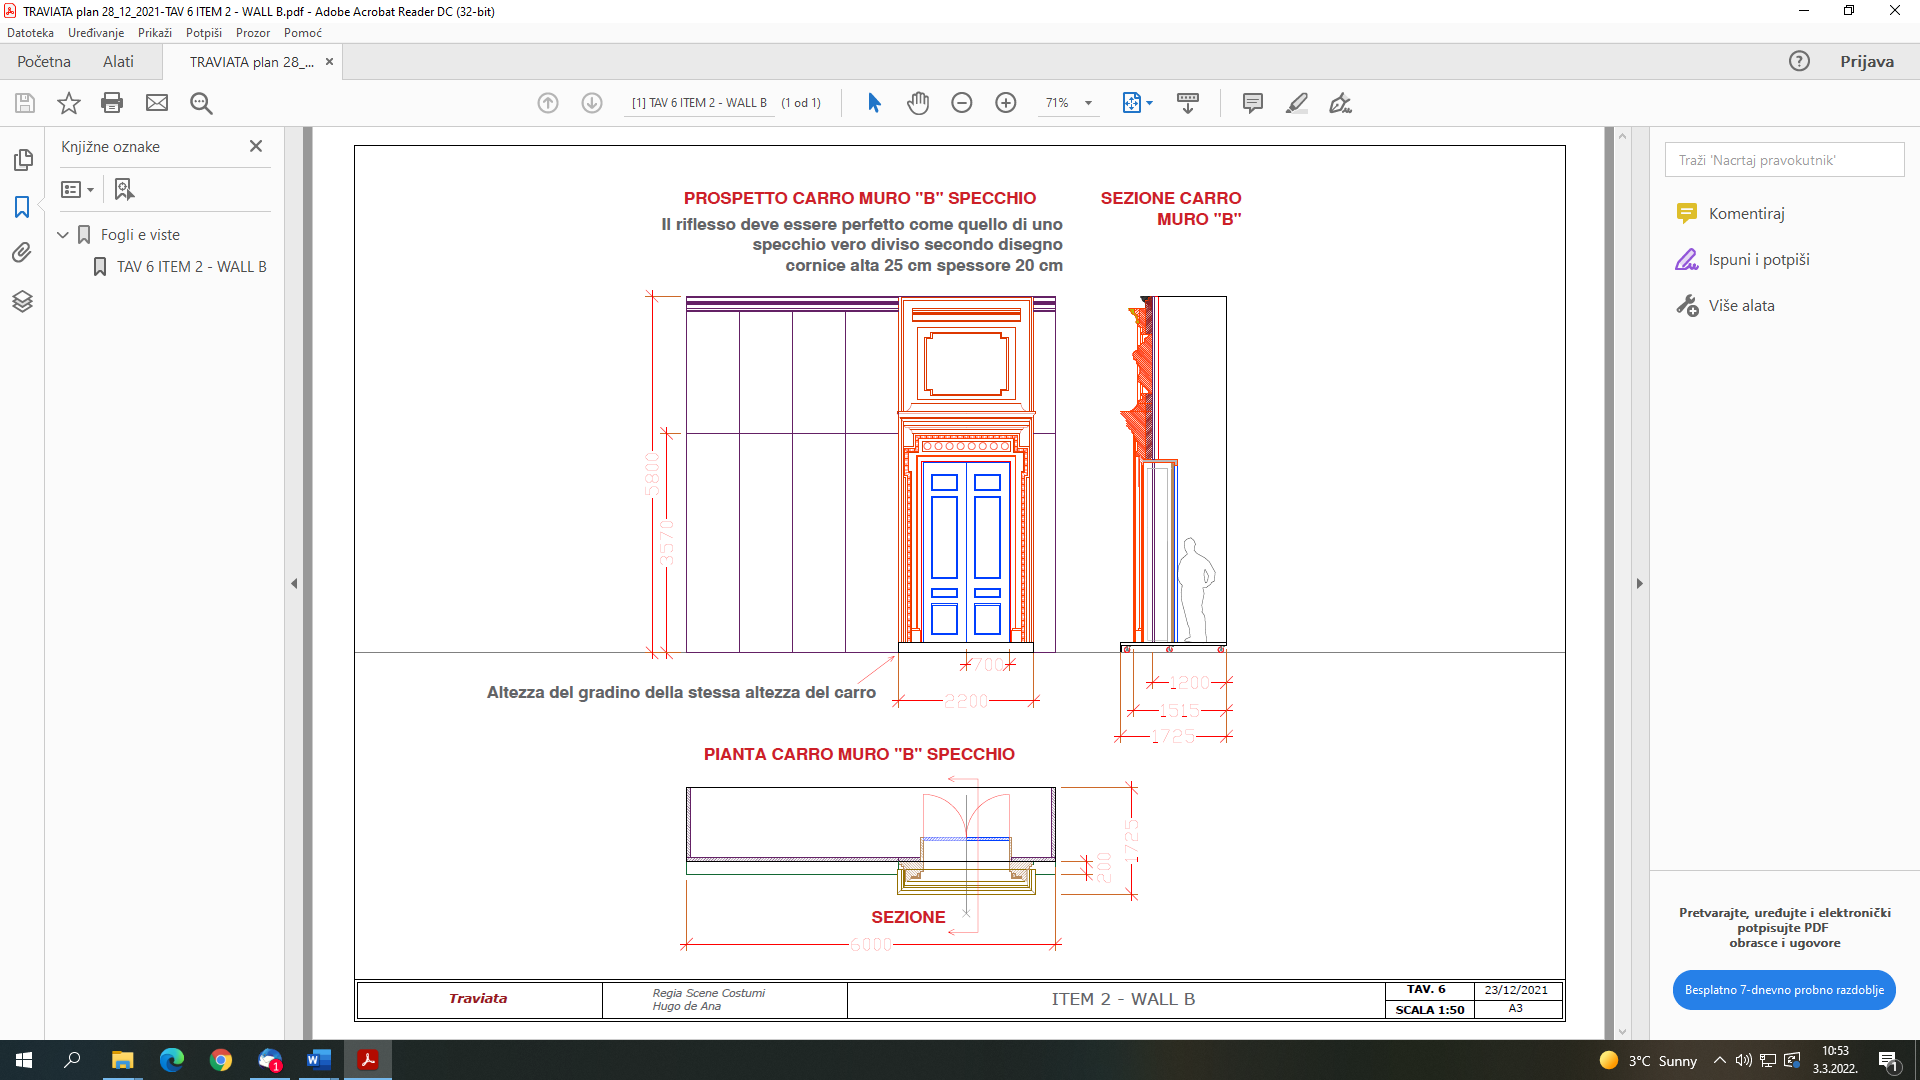 TRAVIATA plan 28_12_2021-TAV 6 ITEM 2 - WALL B.pdf - Adobe Acrobat Reader DC (32-bit)
Datoteka Uređivanje Prikaži Potpiši Prozor Pomoć
Početna Alati TRAVIATA plan 28_... × Prijava
[1] TAV 6 ITEM 2 - WALL B (1 od 1) 71%
Knjižne oznake
Fogli e viste
TAV 6 ITEM 2 - WALL B
PROSPETTO CARRO MURO "B" SPECCHIO
Il riflesso deve essere perfetto come quello di uno
specchio vero diviso secondo disegno
cornice alta 25 cm spessore 20 cm
SEZIONE CARRO
MURO "B"
5800
3570
700
2200
Altezza del gradino della stessa altezza del carro
1200
1515
1725
PIANTA CARRO MURO "B" SPECCHIO
1725
200
SEZIONE
6000
Traviata
Regia Scene Costumi
Hugo de Ana
ITEM 2 - WALL B
TAV. 6
23/12/2021
SCALA 1:50
A3
Traži 'Nacrtaj pravokutnik'
Komentiraj
Ispuni i potpiši
Više alata
Pretvarajte, uređujte i elektronički
potpisujte PDF
obrasce i ugovore
Besplatno 7-dnevno probno razdoblje
1
3°C Sunny
10:53
3.3.2022.
1